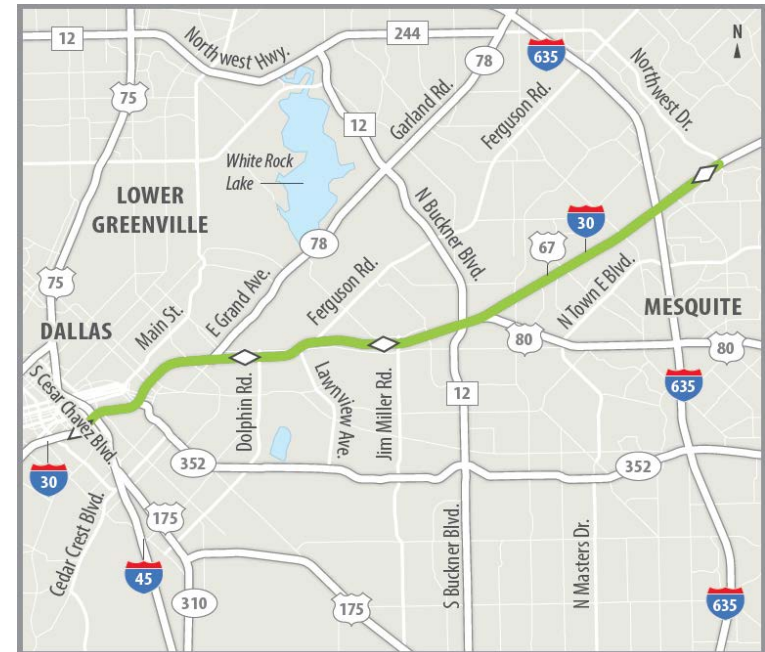 12
Northwest Hwy.
244
N
635
78
Northwest Dr.
75
Garland Rd.
Ferguson Rd.
12
White Rock
Lake
LOWER
GREENVILLE
N Buckner Blvd.
30
67
78
75
E Grand Ave.
Ferguson Rd.
N Town E Blvd.
MESQUITE
Main St.
DALLAS
80
80
S Cesar Chavez Blvd.
Dolphin Rd.
Lawnview Ave.
Jim Miller Rd.
12
635
352
352
30
175
Cedar Crest Blvd.
S Buckner Blvd.
N Masters Dr.
45
310
175
635